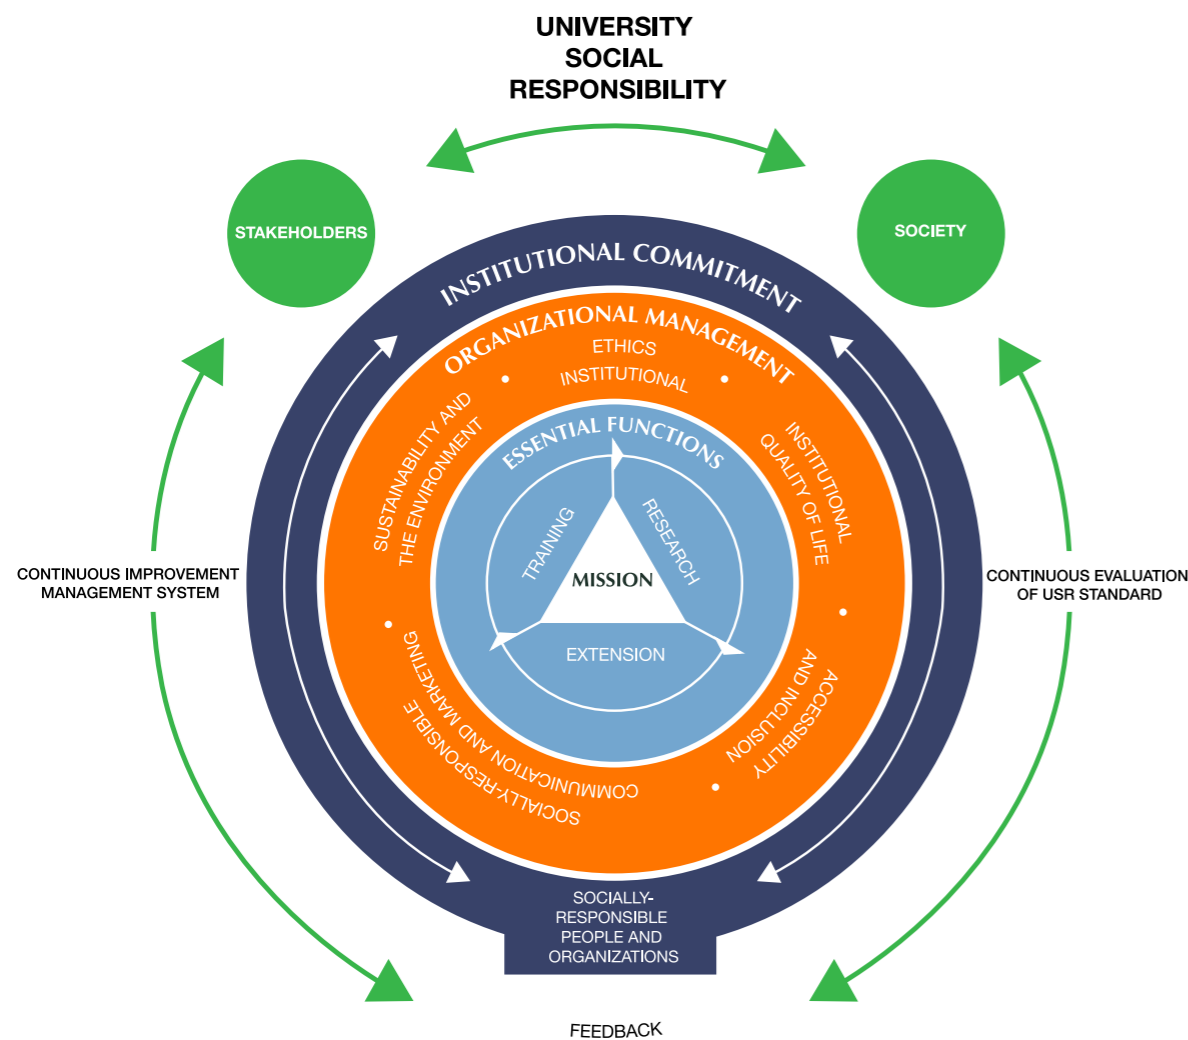 UNIVERSITY
SOCIAL
RESPONSIBILITY
STAKEHOLDERS
SOCIETY
INSTITUTIONAL COMMITMENT
ORGANIZATIONAL MANAGEMENT
ETHICS
INSTITUTIONAL
SUSTAINABILITY AND
THE ENVIRONMENT
INSTITUTIONAL
QUALITY OF LIFE
ESSENTIAL FUNCTIONS
TRAINING
RESEARCH
MISSION
EXTENSION
CONTINUOUS IMPROVEMENT
MANAGEMENT SYSTEM
CONTINUOUS EVALUATION
OF USR STANDARD
SOCIALLY-RESPONSIBLE
COMMUNICATION AND MARKETING
ACCESSIBILITY
AND INCLUSION
SOCIALLY-
RESPONSIBLE
PEOPLE AND
ORGANIZATIONS
FEEDBACK